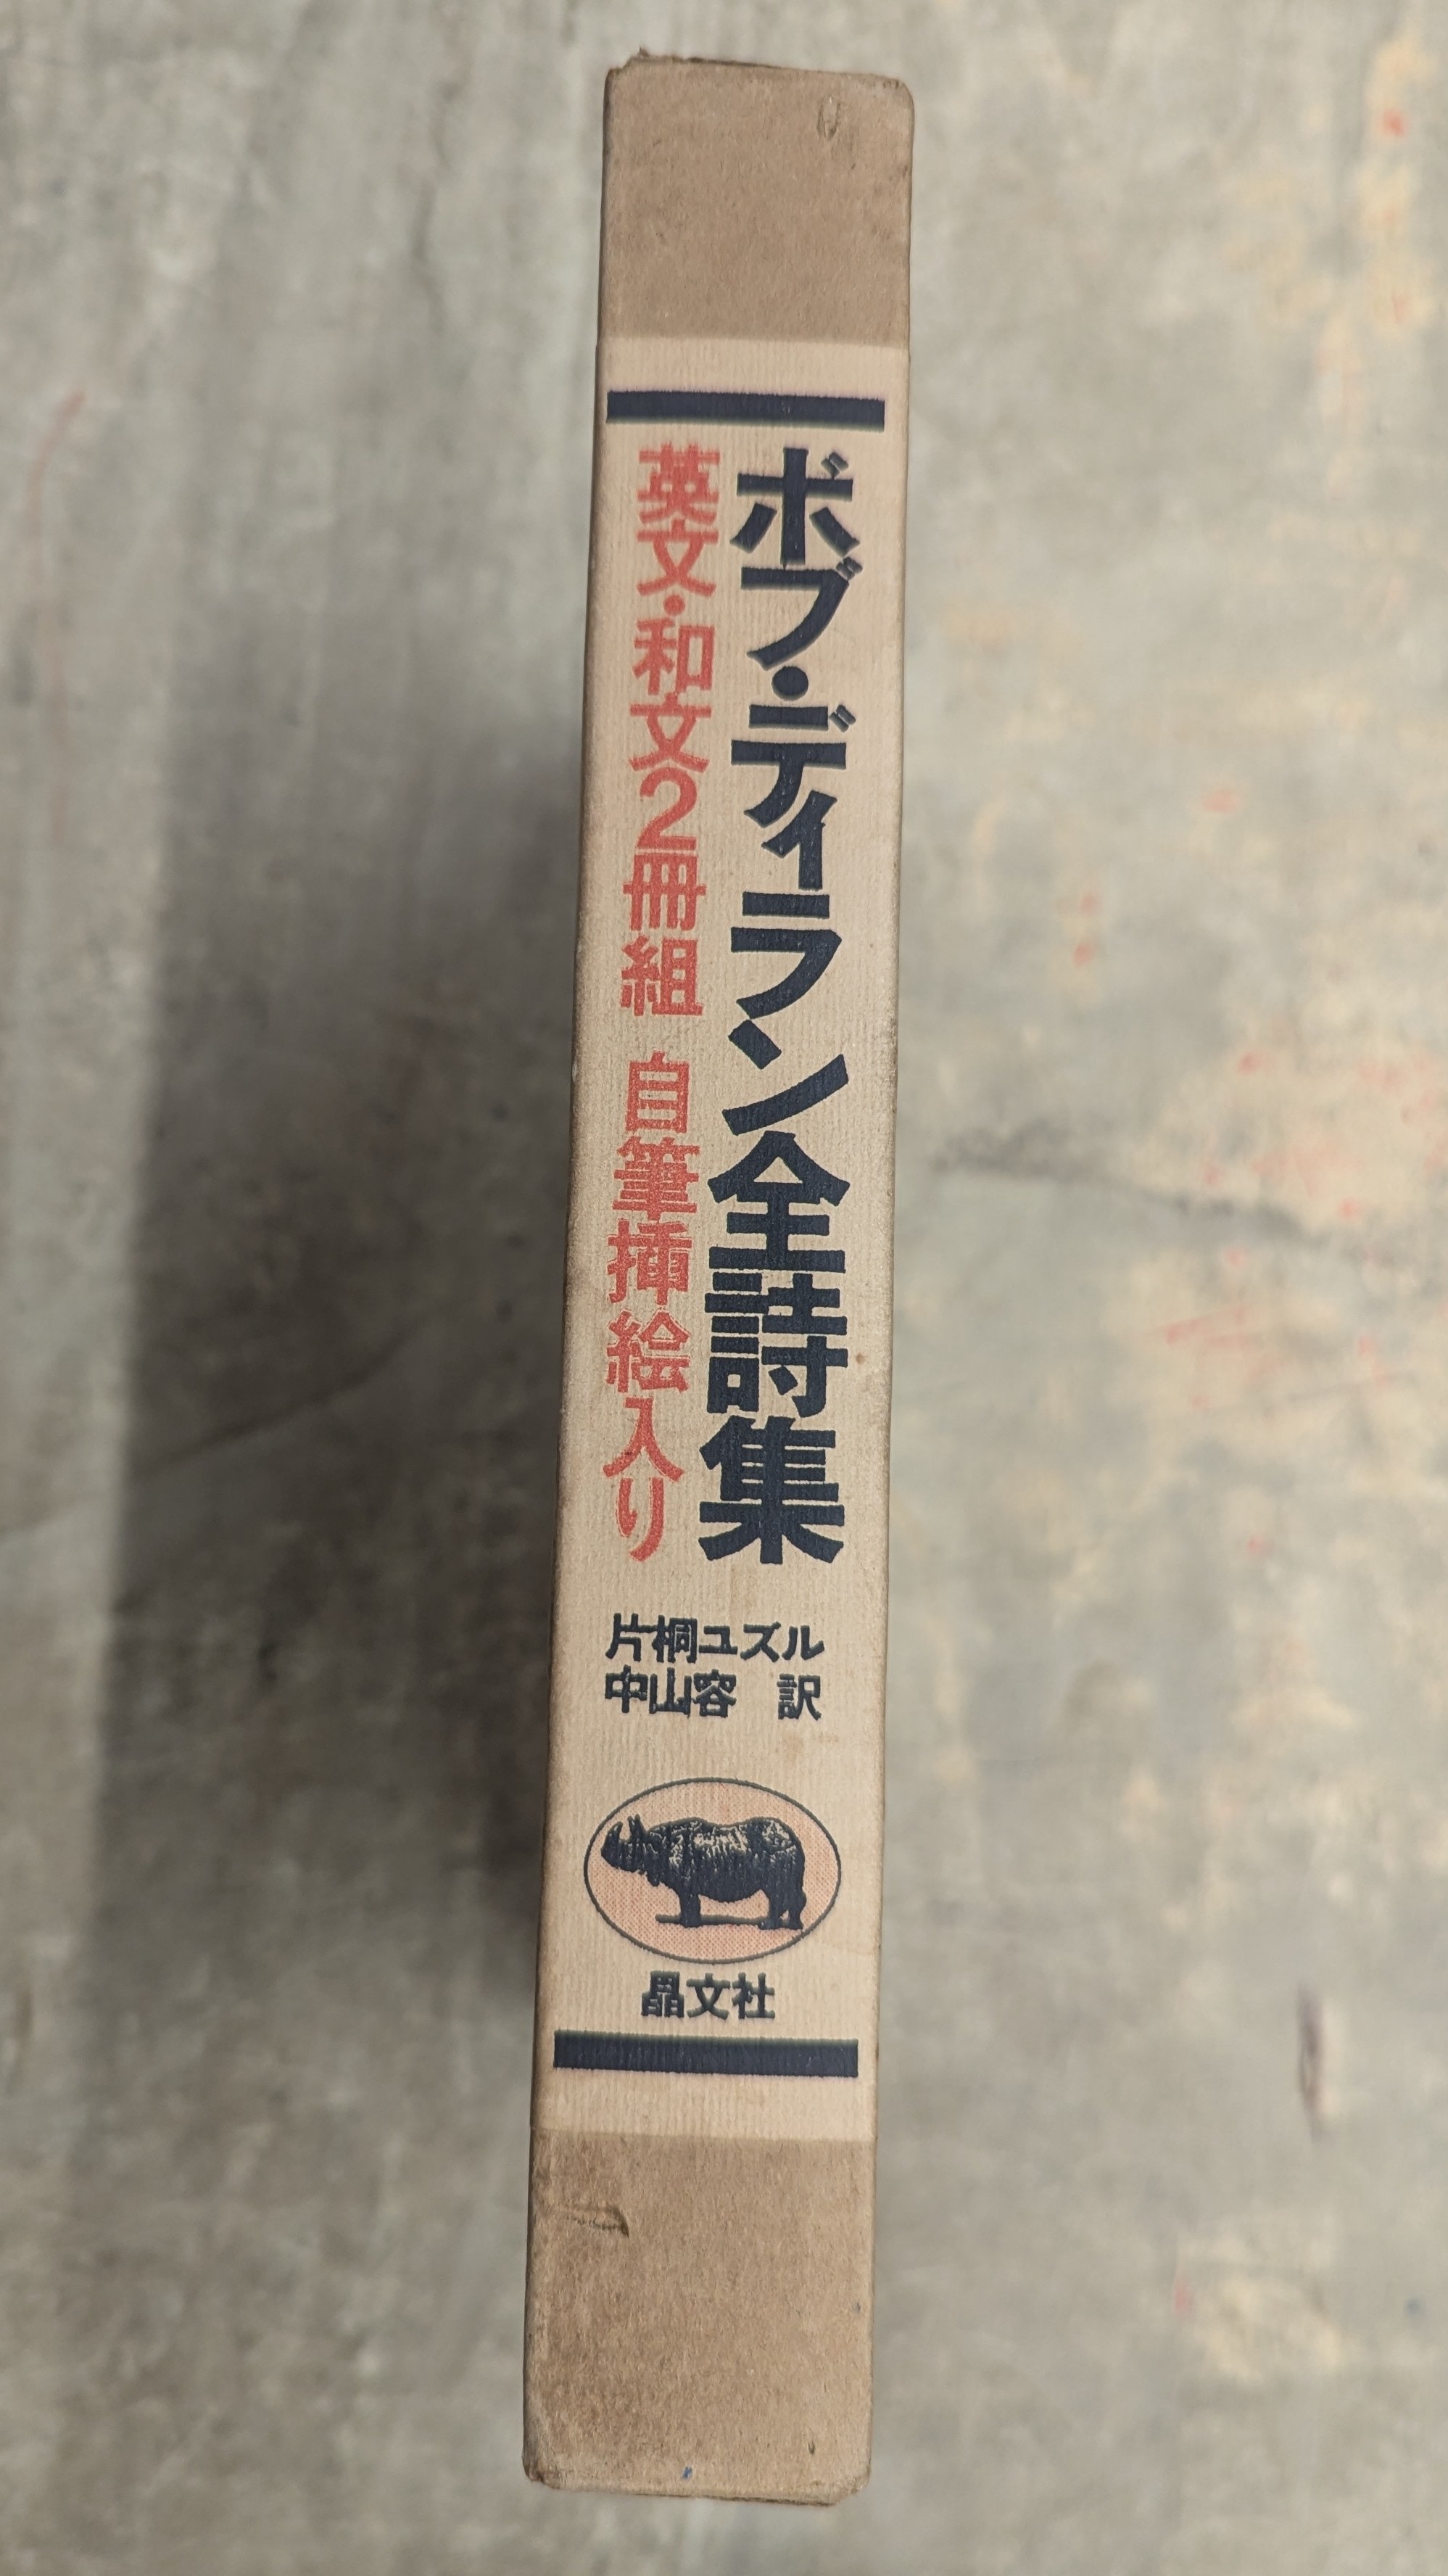 ボブ・ディラン全詩集
英文・和文2冊組 自筆挿絵入り
片桐ユズル
中山容 訳
晶文社